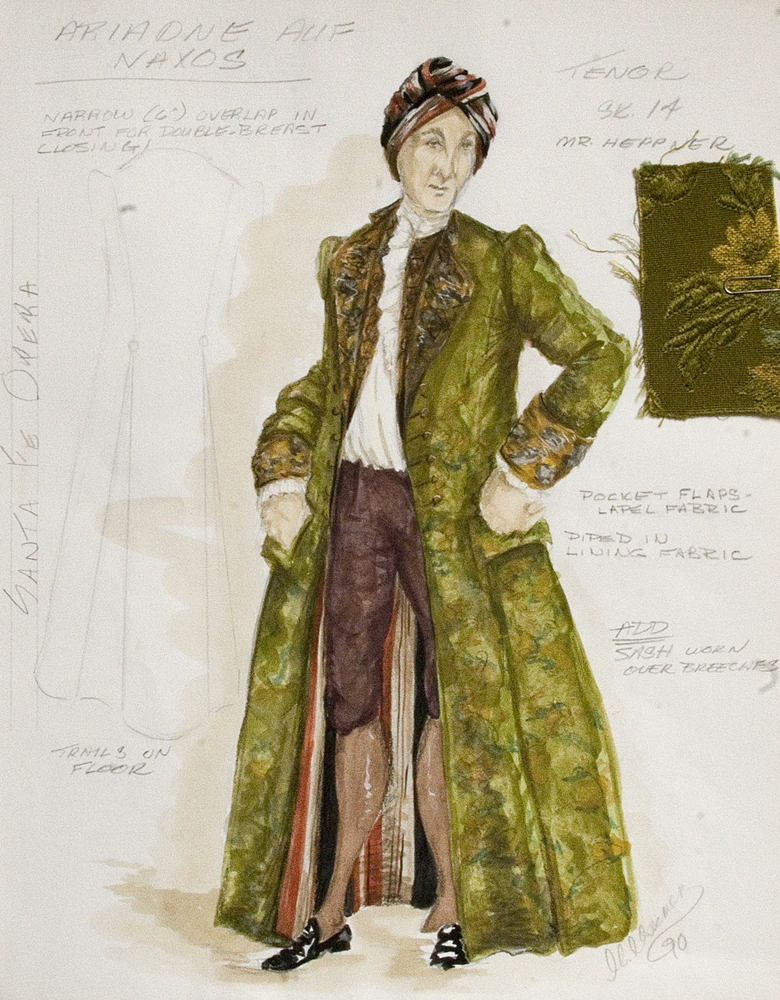 ARIADNE AUF
NAXOS
TENOR
SK. 14
MR. HEPPNER
NARROW (6") OVERLAP IN
FRONT FOR DOUBLE-BREAST
CLOSING!
SANTA FE OPERA
POCKET FLAPS -
LAPEL FABRIC
PIPED IN
LINING FABRIC
ADD
SASH WORN
OVER BREECHES
TRAILS ON
FLOOR
90